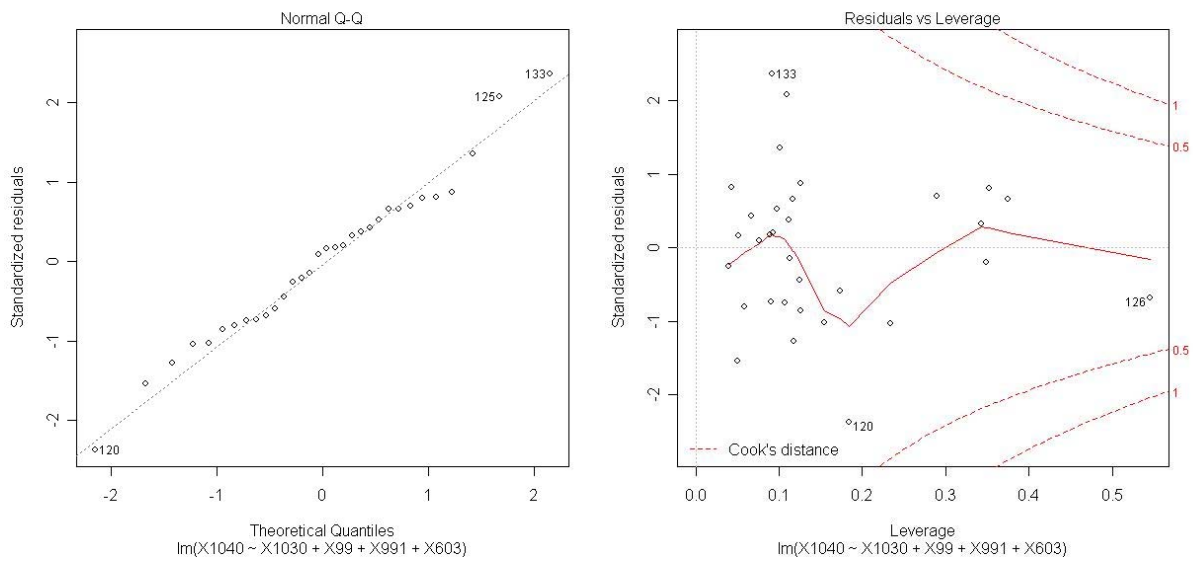 Normal Q-Q
133
125
120
2
1
0
-1
-2
Standardized residuals
-2 -1 0 1 2
Theoretical Quantiles
lm(X1040 ~ X1030 + X99 + X991 + X603)
Residuals vs Leverage
133
1
0.5
126
0.5
1
120
Cook's distance
2
1
0
-1
-2
Standardized residuals
0.0 0.1 0.2 0.3 0.4 0.5
Leverage
lm(X1040 ~ X1030 + X99 + X991 + X603)